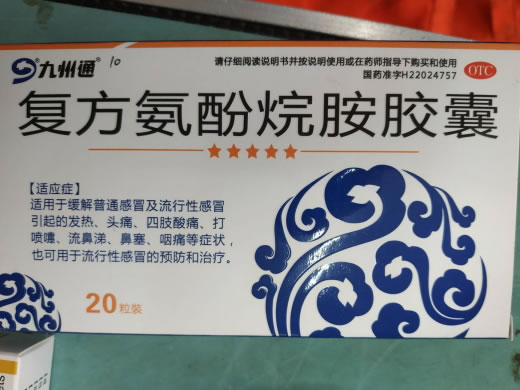 九州通 10
请仔细阅读说明书并按说明使用或在药师指导下购买和使用
国药准字H22024757
OTC
复方氨酚烷胺胶囊
【适应症】
适用于缓解普通感冒及流行性感冒
引起的发热、头痛、四肢酸痛、打
喷嚏、流鼻涕、鼻塞、咽痛等症状，
也可用于流行性感冒的预防和治疗。
20粒装